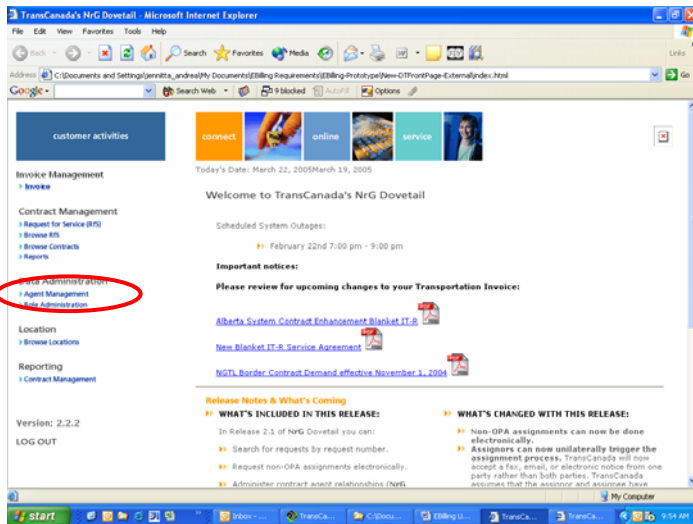 TransCanada's NrG Dovetail - Microsoft Internet Explorer
File Edit View Favorites Tools Help
Back Search Favorites Media Links
Address C:\Documents and Settings\jennitta_andrea\My Documents\EBilling Requirements\EBilling-Prototype\New-DTFrontPage-External\index.html Go
Google Search Web 9 blocked AutoFill Options
customer activities
connect online service
Today's Date: March 22, 2005March 19, 2005
Invoice Management
Invoice
Welcome to TransCanada's NrG Dovetail
Contract Management
Request for Service (RfS)
Browse RfS
Browse Contracts
Reports
Scheduled System Outages:
February 22nd 7:00 pm - 9:00 pm
Important notices:
Data Administration
Agent Management
Role Administration
Please review for upcoming changes to your Transportation Invoice:
Location
Browse Locations
Alberta System Contract Enhancement Blanket IT-R
New Blanket IT-R Service Agreement
Reporting
Contract Management
NGTL Border Contract Demand effective November 1, 2004
Release Notes & What's Coming
Version: 2.2.2
LOG OUT
WHAT'S INCLUDED IN THIS RELEASE:
In Release 2.1 of NrG Dovetail you can:
Search for requests by request number.
Request non-OPA assignments electronically.
Administer contract agent relationships (NrG
WHAT'S CHANGED WITH THIS RELEASE:
Non-OPA assignments can now be done
electronically.
Assignors can now unilaterally trigger the
assignment process. TransCanada will now
accept a fax, email, or electronic notice from one
party rather than both parties. TransCanada
assumes that the assignor and assignee have
My Computer
start Inbox - ... TransCa... C:\Docu... EBilling U... TransCa... TransCa... 9:54 AM